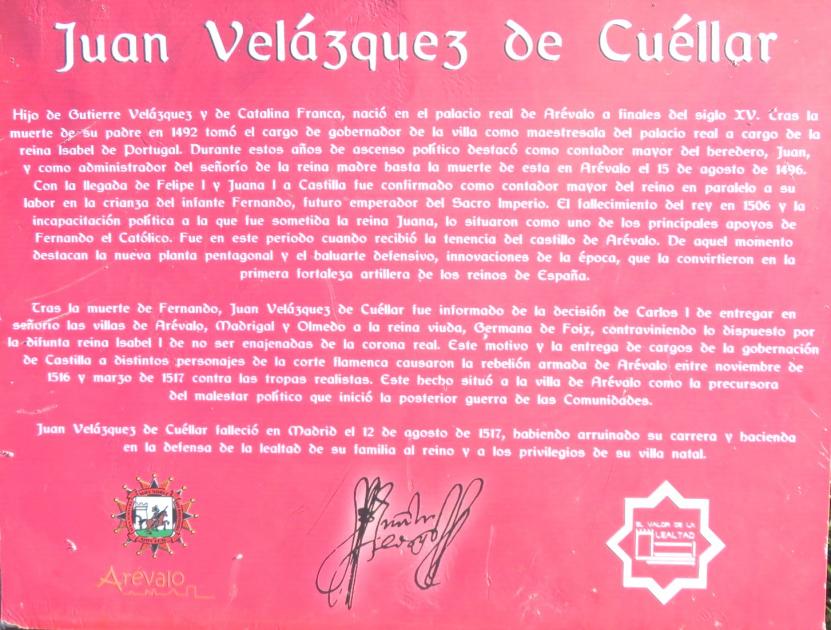 Juan Velázquez de Cuéllar
Hijo de Gutierre Velázquez y de Catalina Franca, nació en el palacio real de Arévalo a finales del siglo XV. Tras la
muerte de su padre en 1492 tomó el cargo de gobernador de la villa como maestresala del palacio real a cargo de la
reina Isabel de Portugal. Durante estos años de ascenso político destacó como contador mayor del heredero, Juan,
y como administrador del señorío de la reina madre hasta la muerte de esta en Arévalo el 15 de agosto de 1496.
Con la llegada de Felipe I y Juana I a Castilla fue confirmado como contador mayor del reino en paralelo a su
labor en la crianza del infante Fernando, futuro emperador del Sacro Imperio. El fallecimiento del rey en 1506 y la
incapacitación política a la que fue sometida la reina Juana, lo situaron como uno de los principales apoyos de
Fernando el Católico. Fue en este periodo cuando recibió la tenencia del castillo de Arévalo. De aquel momento
destacan la nueva planta pentagonal y el baluarte defensivo, innovaciones de la época, que la convirtieron en la
primera fortaleza artillera de los reinos de España.
Tras la muerte de Fernando, Juan Velázquez de Cuéllar fue informado de la decisión de Carlos I de entregar en
señorío las villas de Arévalo, Madrigal y Olmedo a la reina viuda, Germana de Foix, contraviniendo lo dispuesto por
la difunta reina Isabel I de no ser enajenadas de la corona real. Este motivo y la entrega de cargos de la gobernación
de Castilla a distintos personajes de la corte flamenca causaron la rebelión armada de Arévalo entre noviembre de
1516 y marzo de 1517 contra las tropas realistas. Este hecho situó a la villa de Arévalo como la precursora
del malestar político que inició la posterior guerra de las Comunidades.
Juan Velázquez de Cuéllar falleció en Madrid el 12 de agosto de 1517, habiendo arruinado su carrera y hacienda
en la defensa de la lealtad de su familia al reino y a los privilegios de su villa natal.
Arévalo
EL VALOR DE LA
LEALTAD